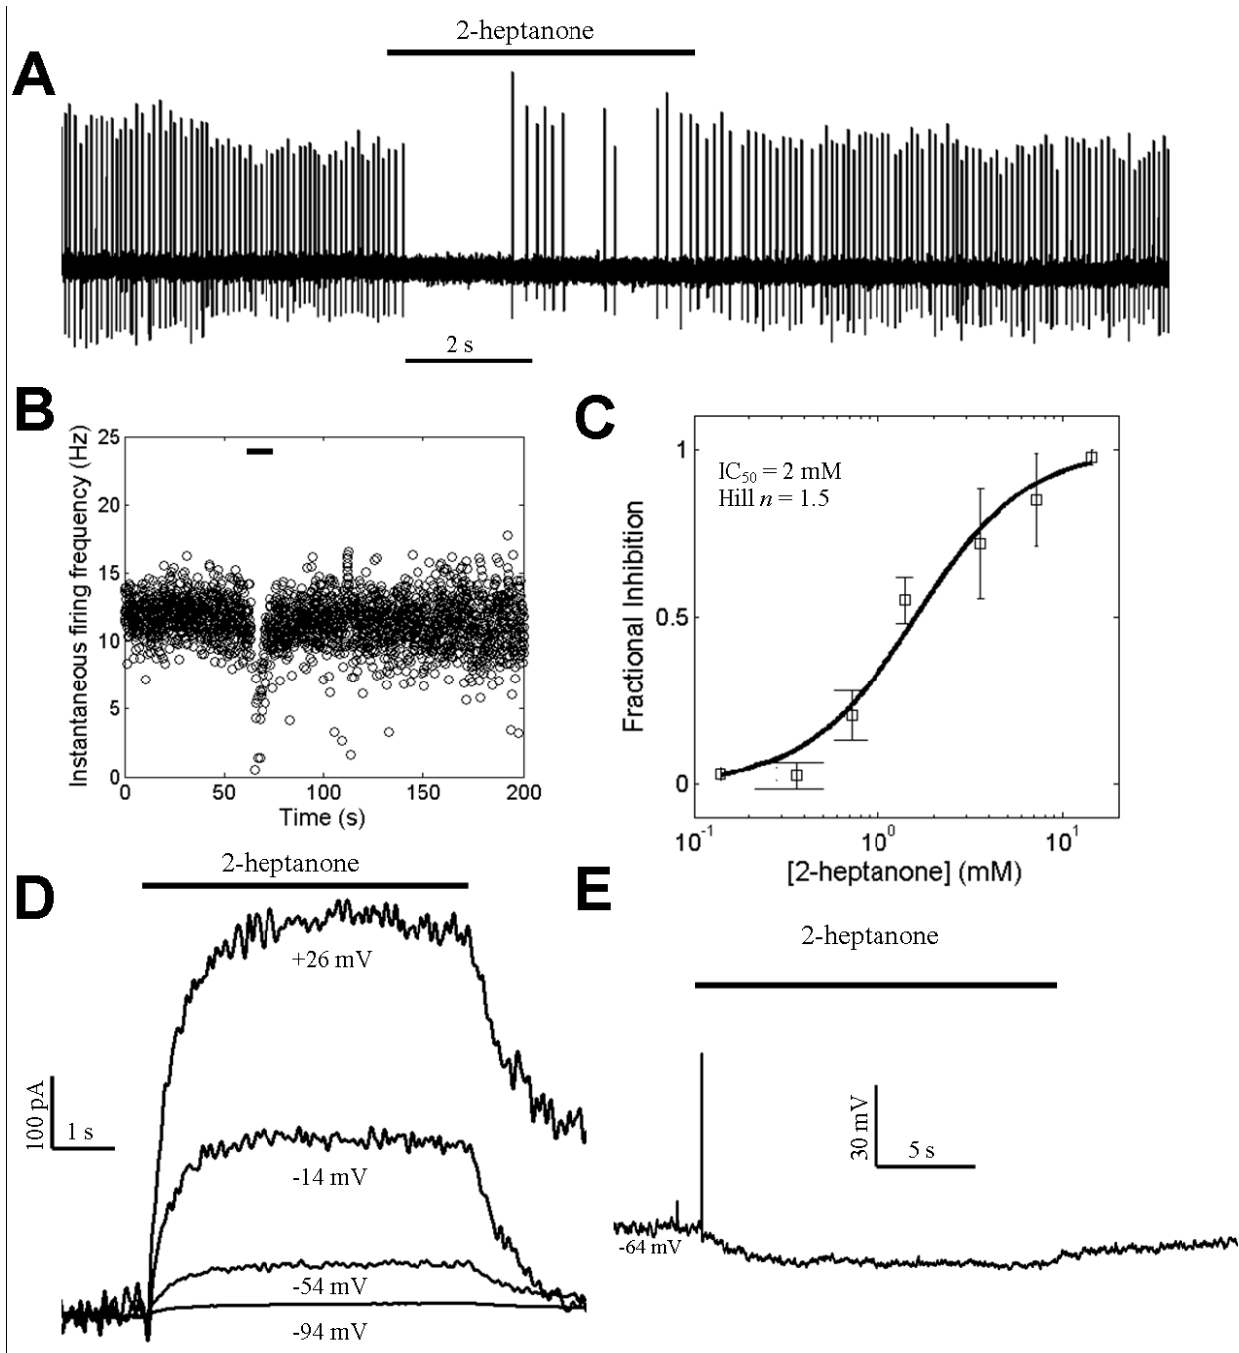 2-heptanone
A
2 s
B
Instantaneous firing frequency (Hz)
25
20
15
10
5
0
0 50 100 150 200
Time (s)
C
Fractional Inhibition
1
0.5
0
IC50 = 2 mM
Hill n = 1.5
10-1 100 101
[2-heptanone] (mM)
D
2-heptanone
+26 mV
100 pA
1 s
-14 mV
-54 mV
-94 mV
E
2-heptanone
30 mV
5 s
-64 mV